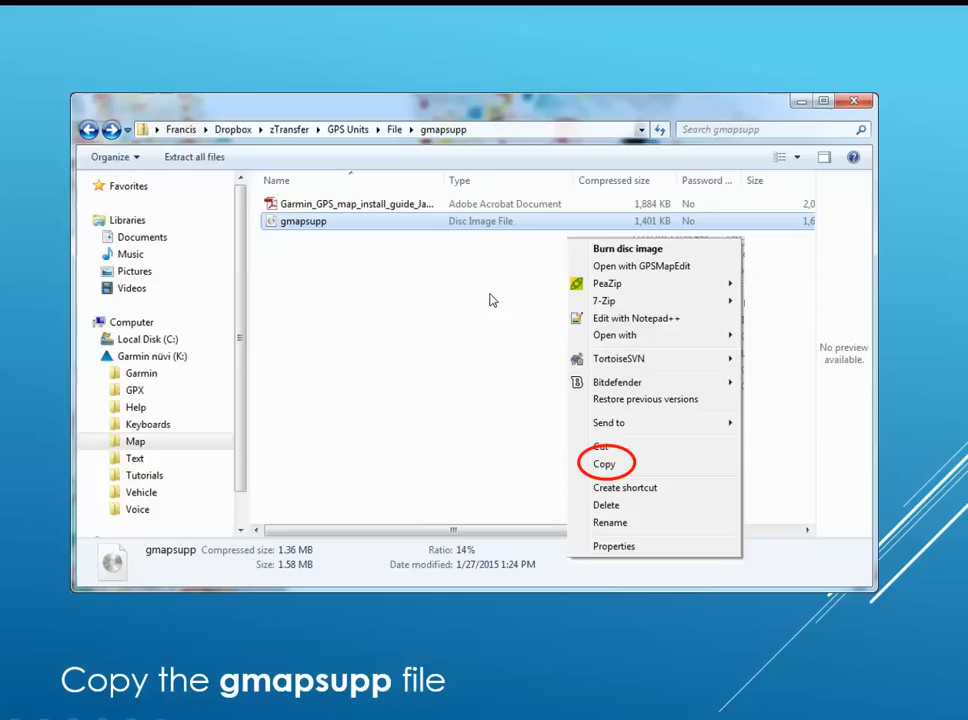 Francis ▸ Dropbox ▸ zTransfer ▸ GPS Units ▸ File ▸ gmapsupp
Search gmapsupp
Organize Extract all files
Name Type Compressed size Password ... Size
Favorites
Libraries
Documents
Music
Pictures
Videos
Computer
Local Disk (C:)
Garmin nüvi (K:)
Garmin
GPX
Help
Keyboards
Map
Text
Tutorials
Vehicle
Voice
Garmin_GPS_map_install_guide_Ja... Adobe Acrobat Document 1,884 KB No 2,0
gmapsupp Disc Image File 1,401 KB No 1,6
Burn disc image
Open with GPSMapEdit
PeaZip
7-Zip
Edit with Notepad++
Open with
TortoiseSVN
Bitdefender
Restore previous versions
Send to
Cut
Copy
Create shortcut
Delete
Rename
Properties
No preview
available.
gmapsupp Compressed size: 1.36 MB Ratio: 14%
Size: 1.58 MB Date modified: 1/27/2015 1:24 PM
Copy the gmapsupp file